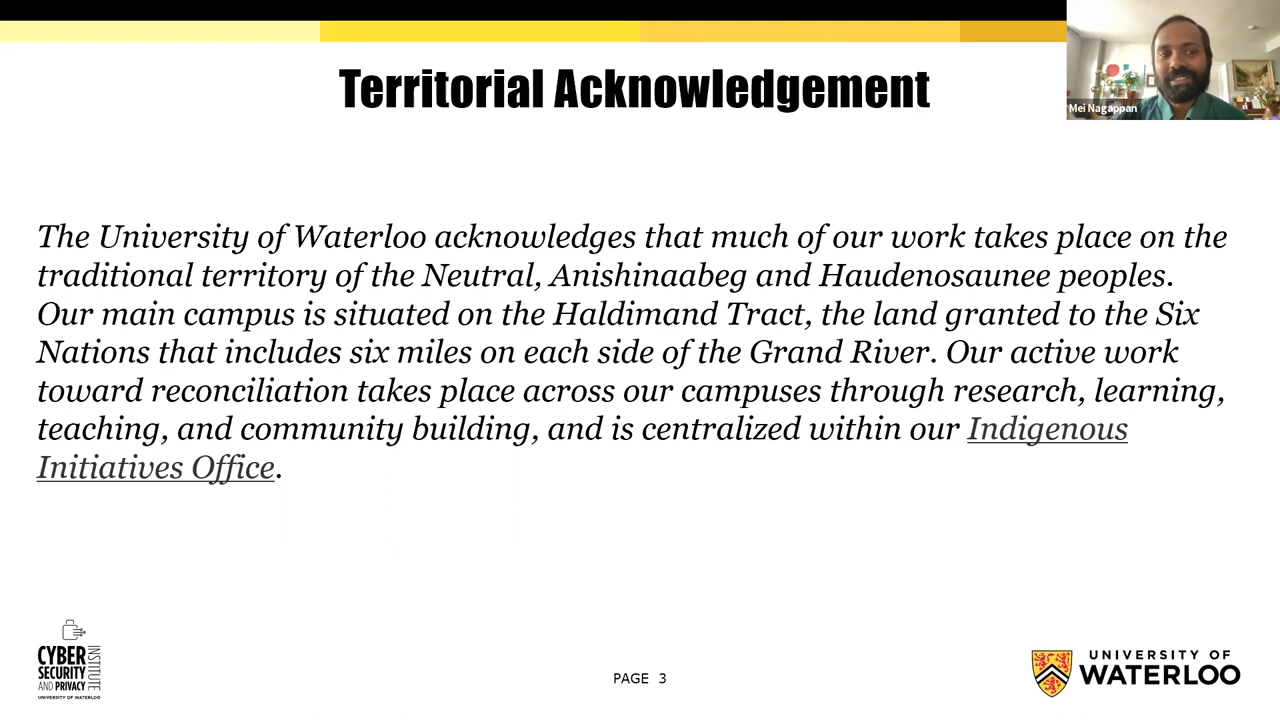 Territorial Acknowledgement
Mei Nagappan
The University of Waterloo acknowledges that much of our work takes place on the
traditional territory of the Neutral, Anishinaabeg and Haudenosaunee peoples.
Our main campus is situated on the Haldimand Tract, the land granted to the Six
Nations that includes six miles on each side of the Grand River. Our active work
toward reconciliation takes place across our campuses through research, learning,
teaching, and community building, and is centralized within our Indigenous
Initiatives Office.
CYBER
SECURITY
AND PRIVACY
INSTITUTE
UNIVERSITY OF WATERLOO
PAGE 3
UNIVERSITY OF
WATERLOO